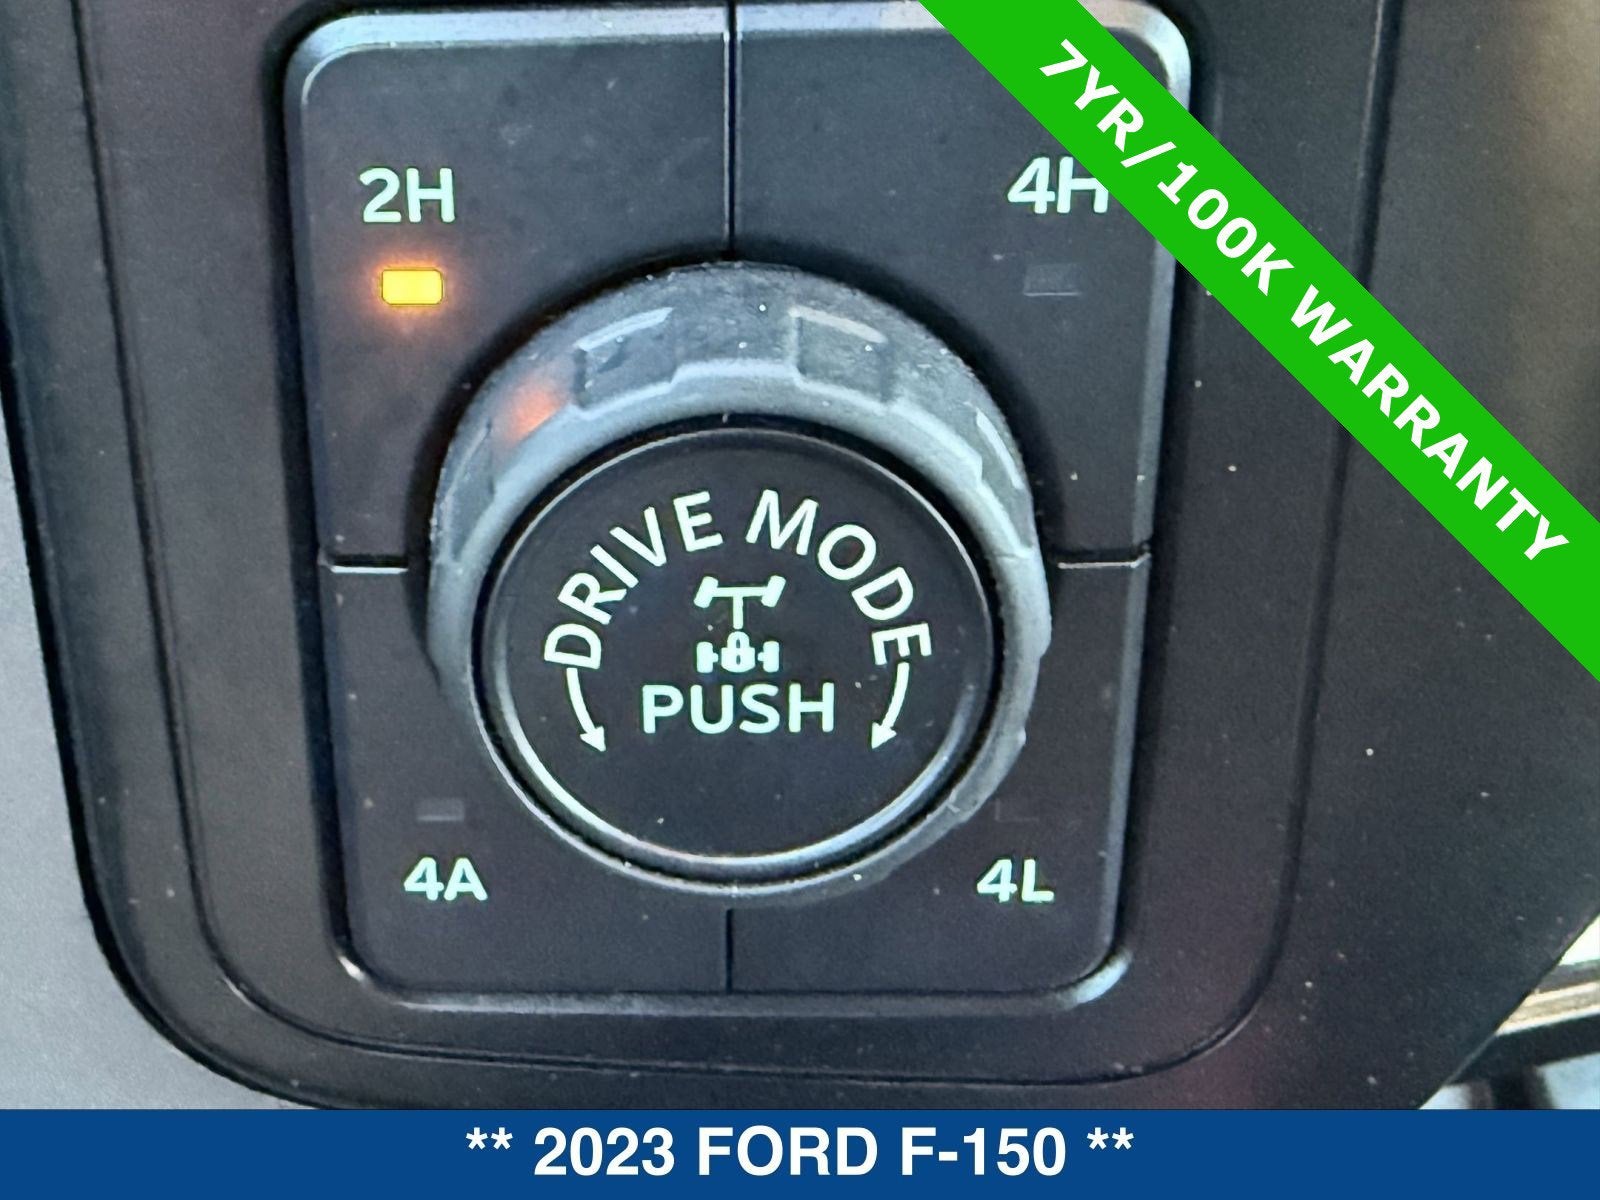 2H
4H
7YR/100K WARRANTY
DRIVE MODE
PUSH
4A
4L
** 2023 FORD F-150 **